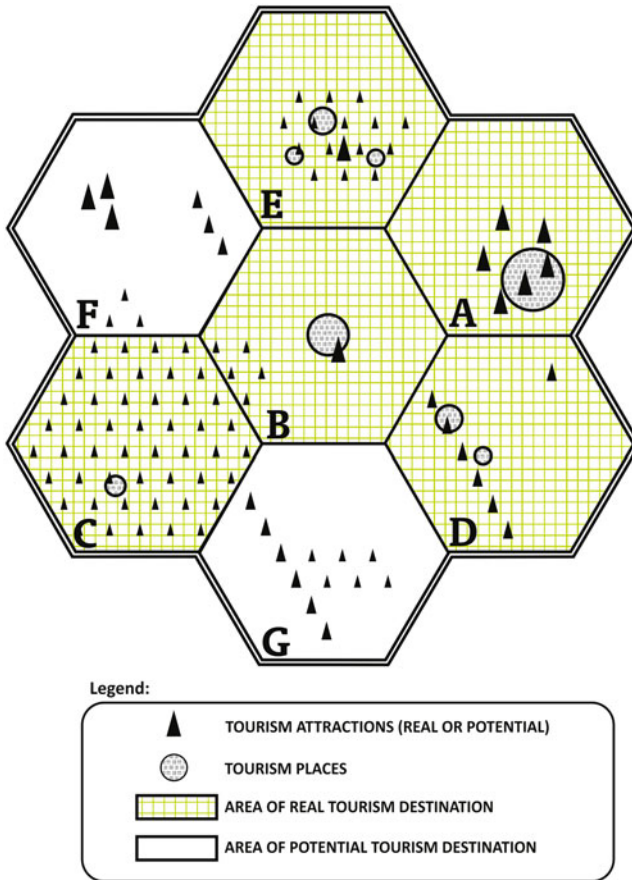 E
A
F
B
C
D
G
Legend:
TOURISM ATTRACTIONS (REAL OR POTENTIAL)
TOURISM PLACES
AREA OF REAL TOURISM DESTINATION
AREA OF POTENTIAL TOURISM DESTINATION